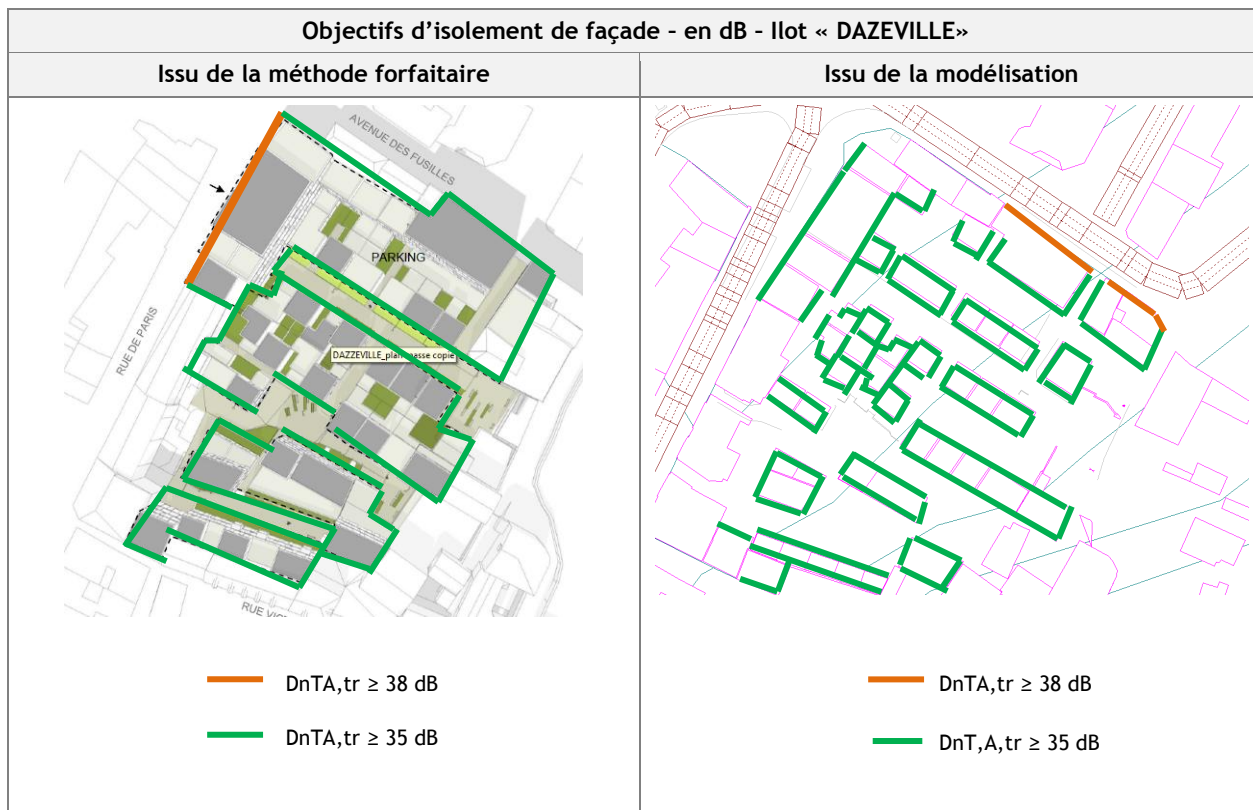 Objectifs d’isolement de façade – en dB – Ilot « DAZEVILLE»
Issu de la méthode forfaitaire
Issu de la modélisation
AVENUE DES FUSILLES
PARKING
RUE DE PARIS
DAZZEVILLE_plan masse copie
RUE
DnTA,tr ≥ 38 dB
DnTA,tr ≥ 35 dB
DnTA,tr ≥ 38 dB
DnT,A,tr ≥ 35 dB